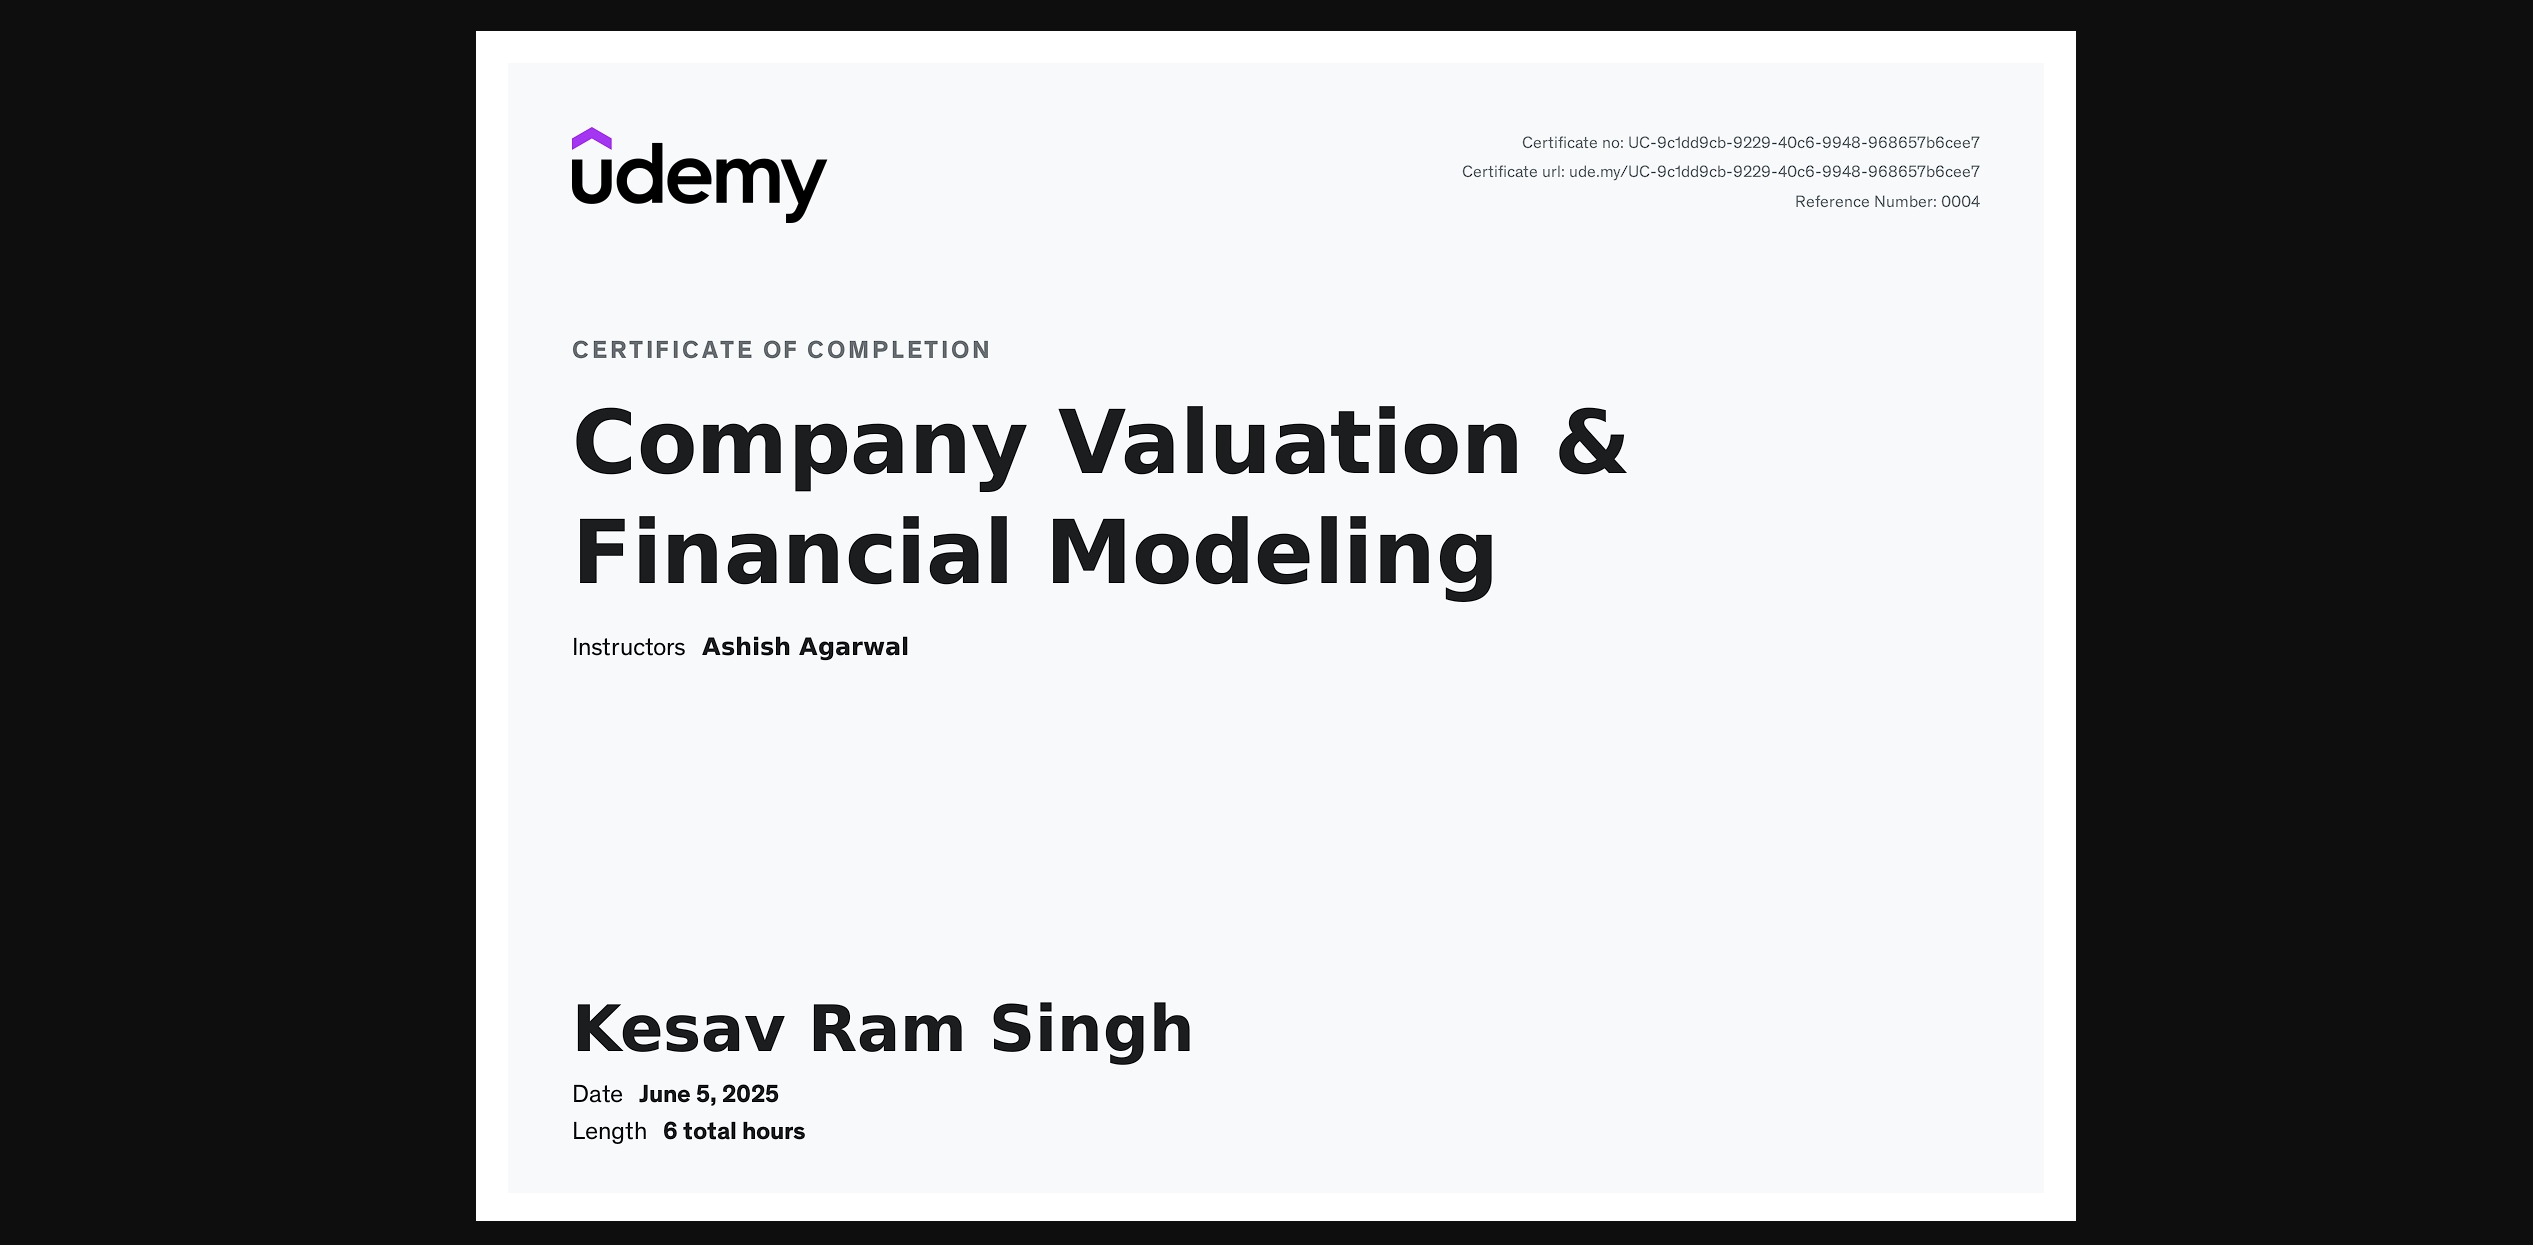 udemy
Certificate no: UC-9c1dd9cb-9229-40c6-9948-968657b6cee7
Certificate url: ude.my/UC-9c1dd9cb-9229-40c6-9948-968657b6cee7
Reference Number: 0004
CERTIFICATE OF COMPLETION
Company Valuation &
Financial Modeling
Instructors Ashish Agarwal
Kesav Ram Singh
Date June 5, 2025
Length 6 total hours